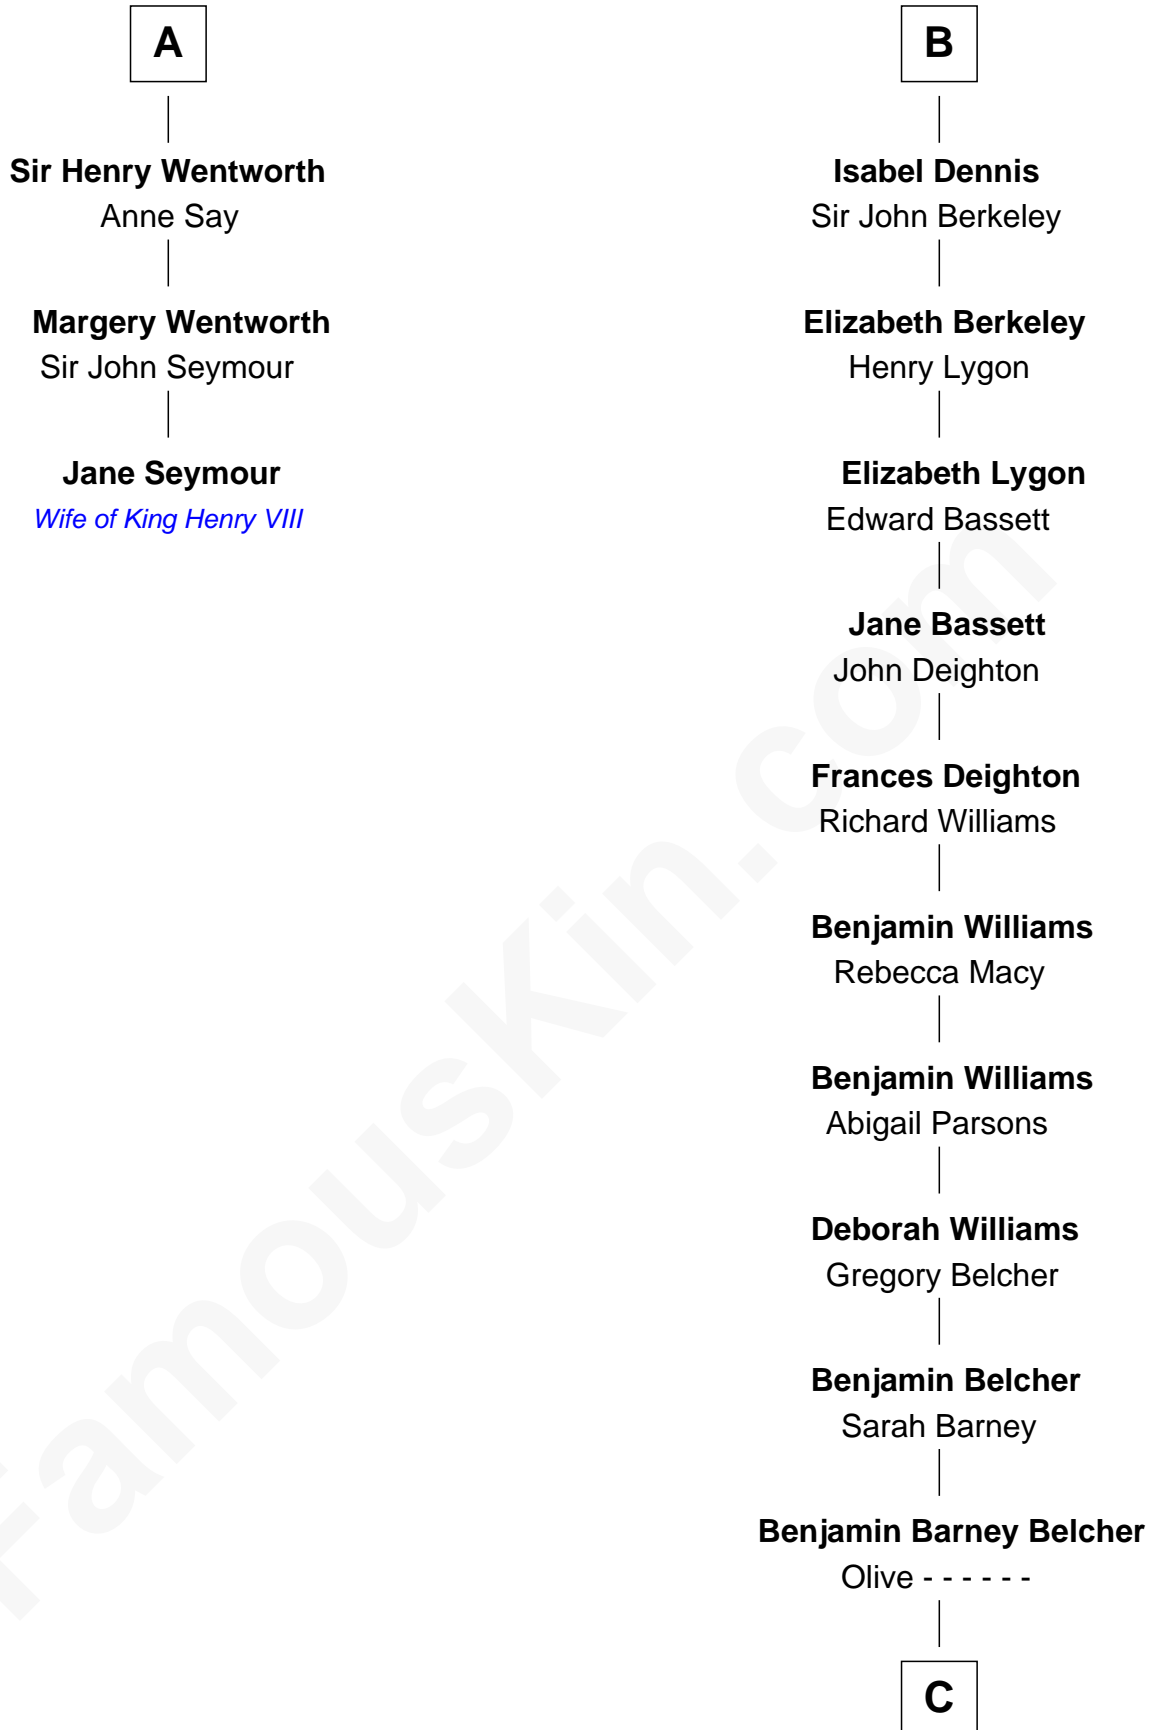 A
Sir Henry Wentworth
Anne Say
Margery Wentworth
Sir John Seymour
Jane Seymour
Wife of King Henry VIII
B
Isabel Dennis
Sir John Berkeley
Elizabeth Berkeley
Henry Lygon
Elizabeth Lygon
Edward Bassett
Jane Bassett
John Deighton
Frances Deighton
Richard Williams
Benjamin Williams
Rebecca Macy
Benjamin Williams
Abigail Parsons
Deborah Williams
Gregory Belcher
Benjamin Belcher
Sarah Barney
Benjamin Barney Belcher
Olive - - - - - -
C
FamousKin.com